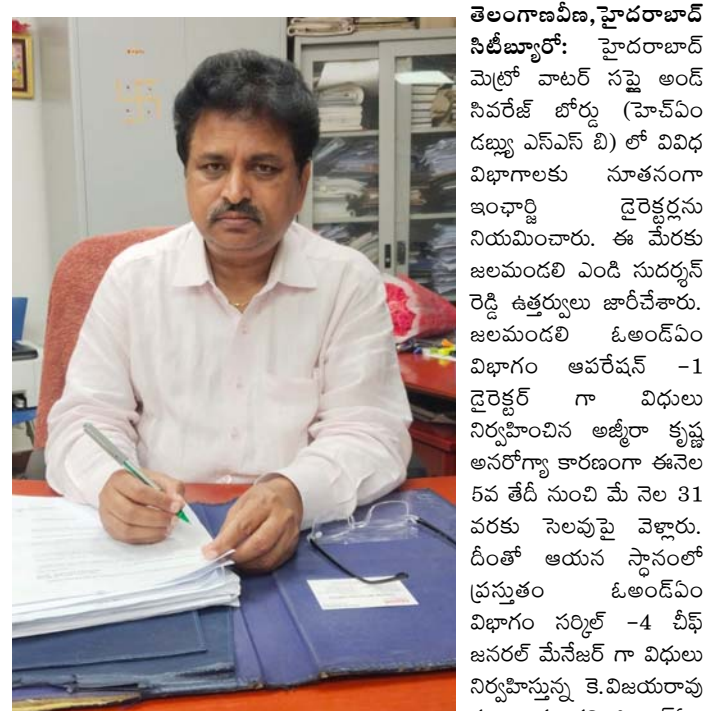 తెలంగాణవీణ,హైదరాబాద్
సిటీబ్యూరో: హైదరాబాద్
మెట్రో వాటర్ సప్లై అండ్
సివరేజ్ బోర్డు (హెచ్ఎం
డబ్ల్యు ఎస్ఎస్ బి) లో వివిధ
విభాగాలకు నూతనంగా
ఇంఛార్జి డైరెక్టర్లను
నియమించారు. ఈ మేరకు
జలమండలి ఎండి సుదర్శన్
రెడ్డి ఉత్తర్వులు జారీచేశారు.
జలమండలి ఓఅండ్ఎం
విభాగం ఆపరేషన్ -1
డైరెక్టర్ గా విధులు
నిర్వహించిన అజ్మీరా కృష్ణ
అనరోగ్యా కారణంగా ఈనెల
5వ తేదీ నుంచి మే నెల 31
వరకు సెలవుపై వెళ్లారు.
దీంతో ఆయన స్థానంలో
ప్రస్తుతం ఓఅండ్ఎం
విభాగం సర్కిల్ -4 చీఫ్
జనరల్ మేనేజర్ గా విధులు
నిర్వహిస్తున్న కె.విజయరావు